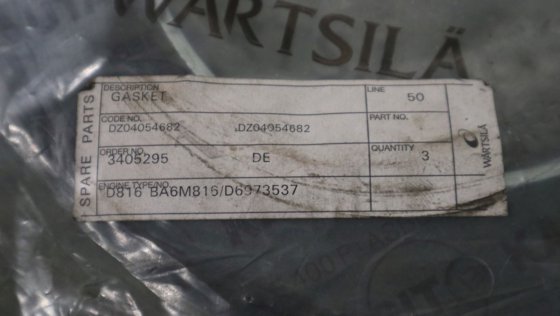 WÄRTSILÄ
SPARE PARTS
DESCRIPTION
GASKET
LINE
50
CODE NO.
DZ04054682
DZ04054682
PART NO.
ORDER NO.
3405295
DE
QUANTITY
3
WÄRTSILÄ
ENGINE TYPE/NO.
D816 BA6M816/D6973537